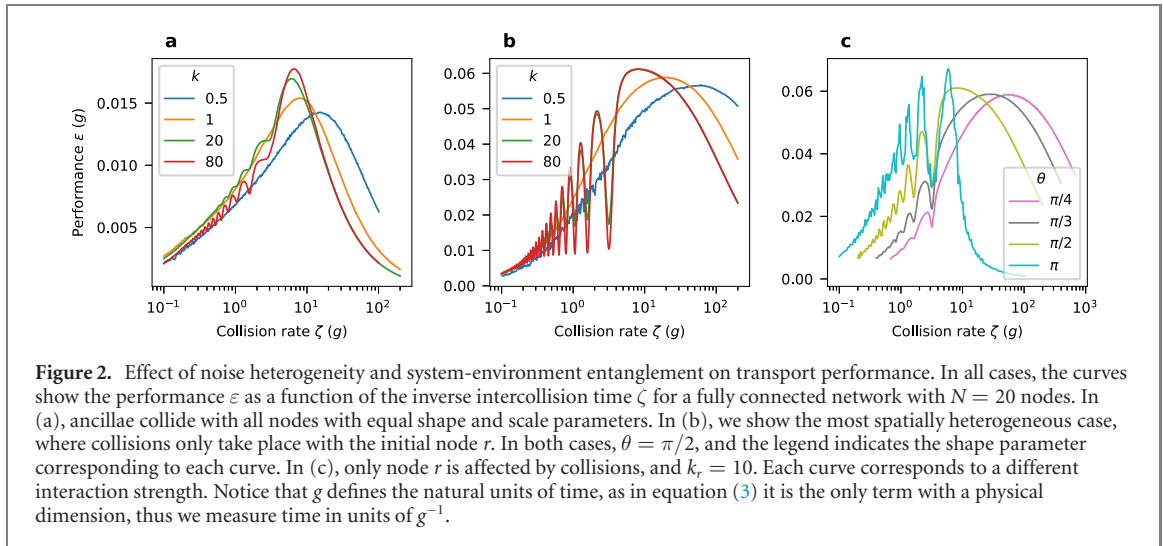 a
b
c
k
0.5
1
20
80
k
0.5
1
20
80
θ
π/4
π/3
π/2
π
Performance ε (g)
0.015
0.010
0.005
0.06
0.05
0.04
0.03
0.02
0.01
0.00
0.06
0.04
0.02
0.00
10⁻¹ 10⁰ 10¹ 10²
10⁻¹ 10⁰ 10¹ 10²
10⁻¹ 10⁰ 10¹ 10² 10³
Collision rate ζ (g)
Collision rate ζ (g)
Collision rate ζ (g)
Figure 2. Effect of noise heterogeneity and system-environment entanglement on transport performance. In all cases, the curves
show the performance ε as a function of the inverse intercollision time ζ for a fully connected network with N = 20 nodes. In
(a), ancillae collide with all nodes with equal shape and scale parameters. In (b), we show the most spatially heterogeneous case,
where collisions only take place with the initial node r. In both cases, θ = π/2, and the legend indicates the shape parameter
corresponding to each curve. In (c), only node r is affected by collisions, and kᵣ = 10. Each curve corresponds to a different
interaction strength. Notice that g defines the natural units of time, as in equation (3) it is the only term with a physical
dimension, thus we measure time in units of g⁻¹.